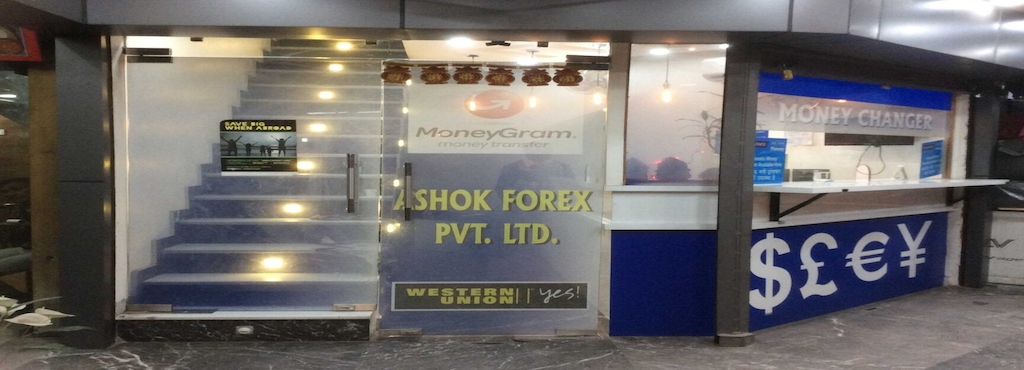 SAVE BIG
WHEN ABROAD
MoneyGram.
money transfer
ASHOK FOREX
PVT. LTD.
WESTERN
UNION
yes!
MONEY CHANGER
$£€¥